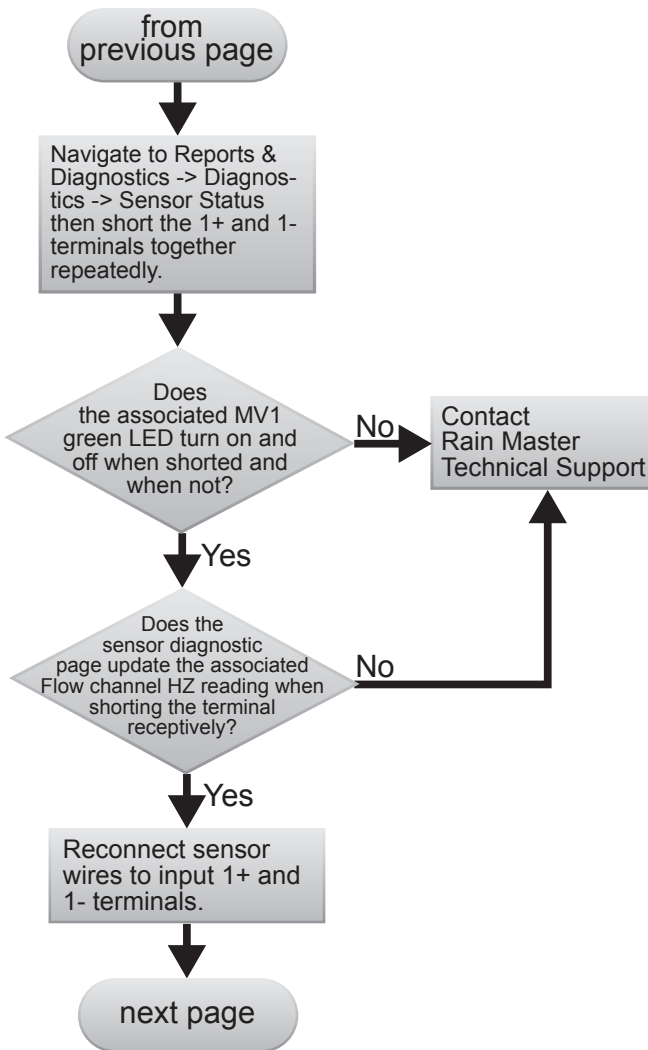 from
previous page
Navigate to Reports &
Diagnostics -> Diagnos-
tics -> Sensor Status
then short the 1+ and 1-
terminals together
repeatedly.
Does
the associated MV1
green LED turn on and
off when shorted and
when not?
No
Contact
Rain Master
Technical Support
Yes
Does the
sensor diagnostic
page update the associated
Flow channel HZ reading when
shorting the terminal
receptively?
No
Yes
Reconnect sensor
wires to input 1+ and
1- terminals.
next page